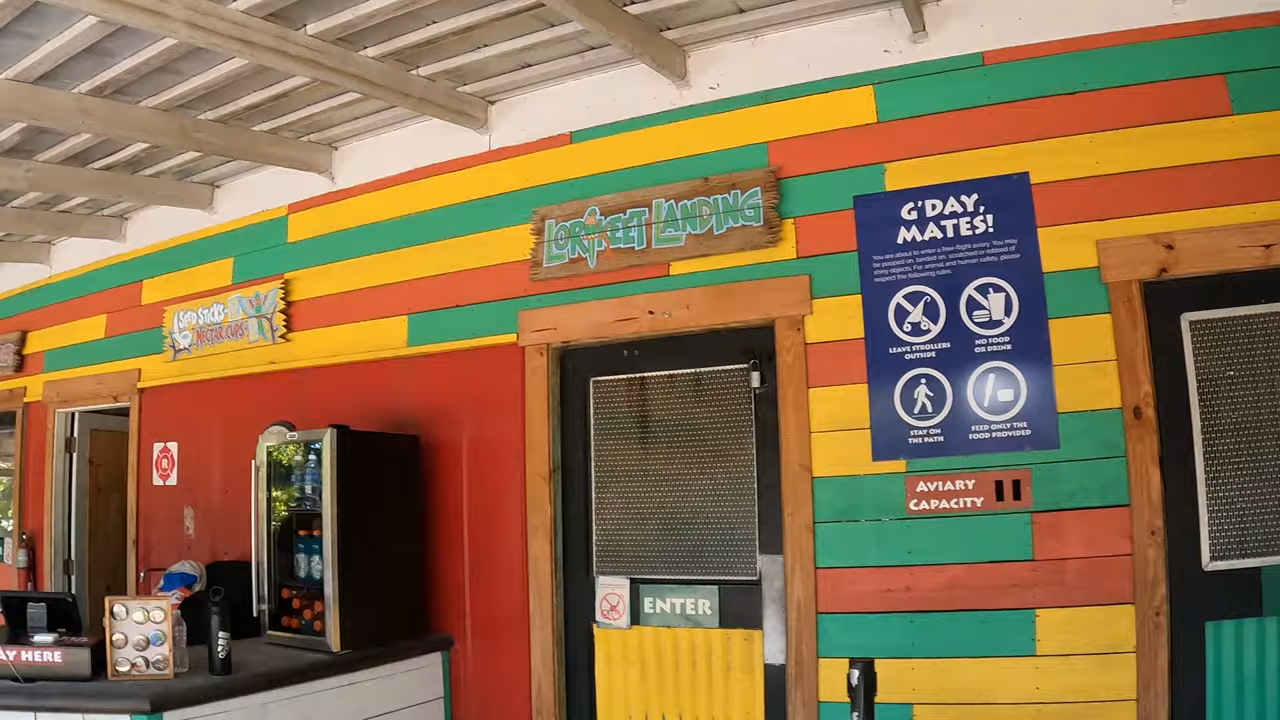 SEED STICKS
NECTAR CUPS
LORIKEET LANDING
G'DAY,
MATES!
You are about to enter a free-flight aviary. You may
be pooped on, landed on, scratched or robbed of
shiny objects. For animal and human safety, please
respect the following rules.
LEAVE STROLLERS
OUTSIDE
NO FOOD
OR DRINK
STAY ON
THE PATH
FEED ONLY THE
FOOD PROVIDED
AVIARY
CAPACITY
R
ENTER
AY HERE
adidas